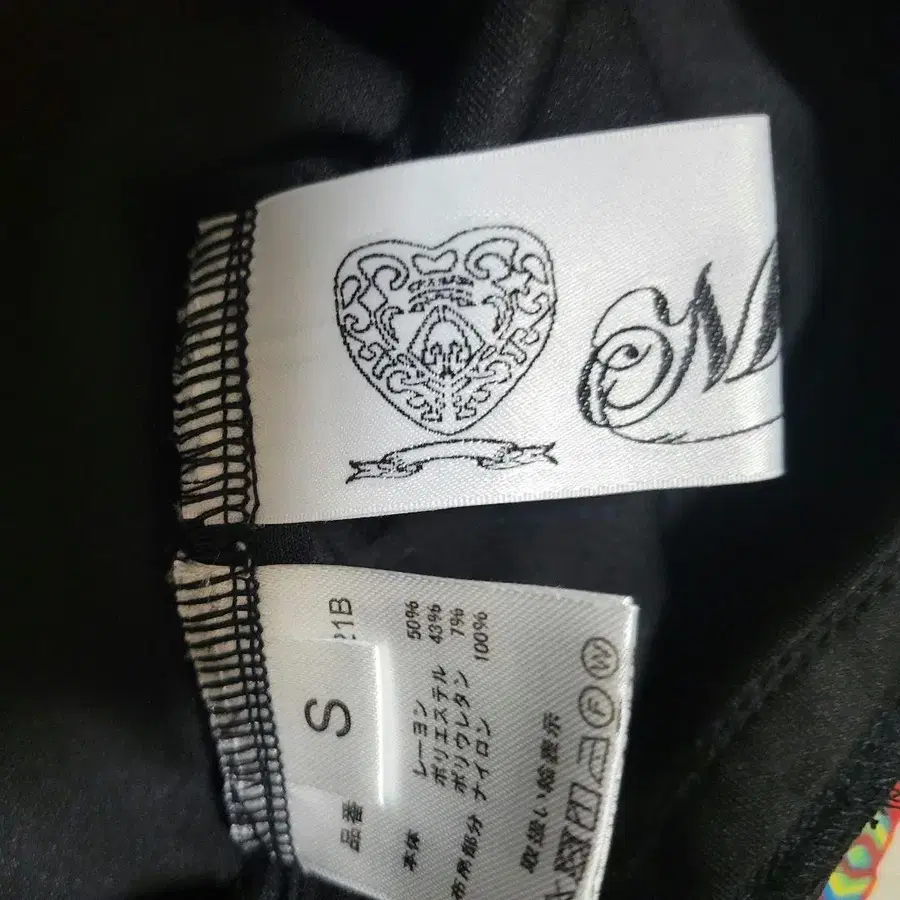 M
品番 21B
S
本体 レーヨン 50%
ポリエステル 43%
ポリウレタン 7%
布帛部分 ナイロン 100%
取扱い絵表示
F W